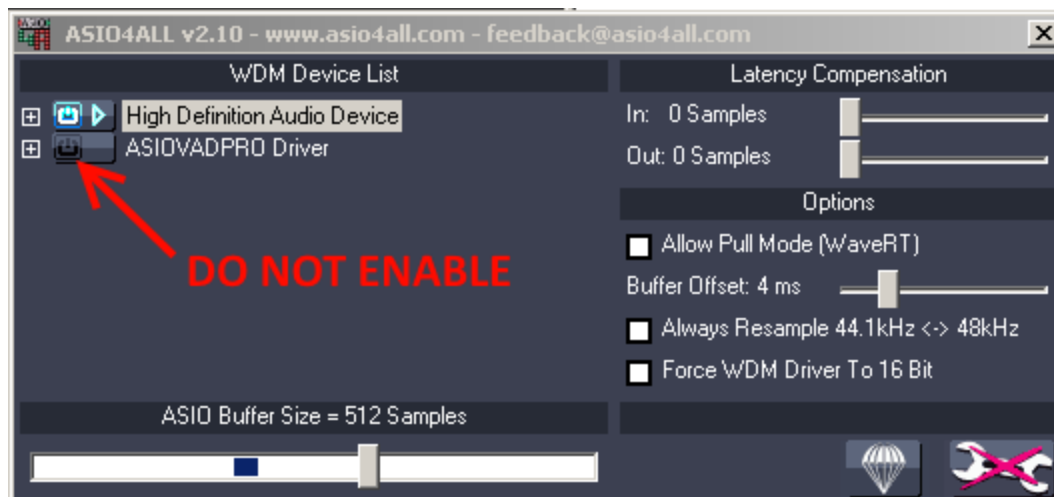 ASIO4ALL v2.10 - www.asio4all.com - feedback@asio4all.com
WDM Device List
High Definition Audio Device
ASIOVADPRO Driver
DO NOT ENABLE
ASIO Buffer Size = 512 Samples
Latency Compensation
In: 0 Samples
Out: 0 Samples
Options
Allow Pull Mode (WaveRT)
Buffer Offset: 4 ms
Always Resample 44.1kHz <-> 48kHz
Force WDM Driver To 16 Bit